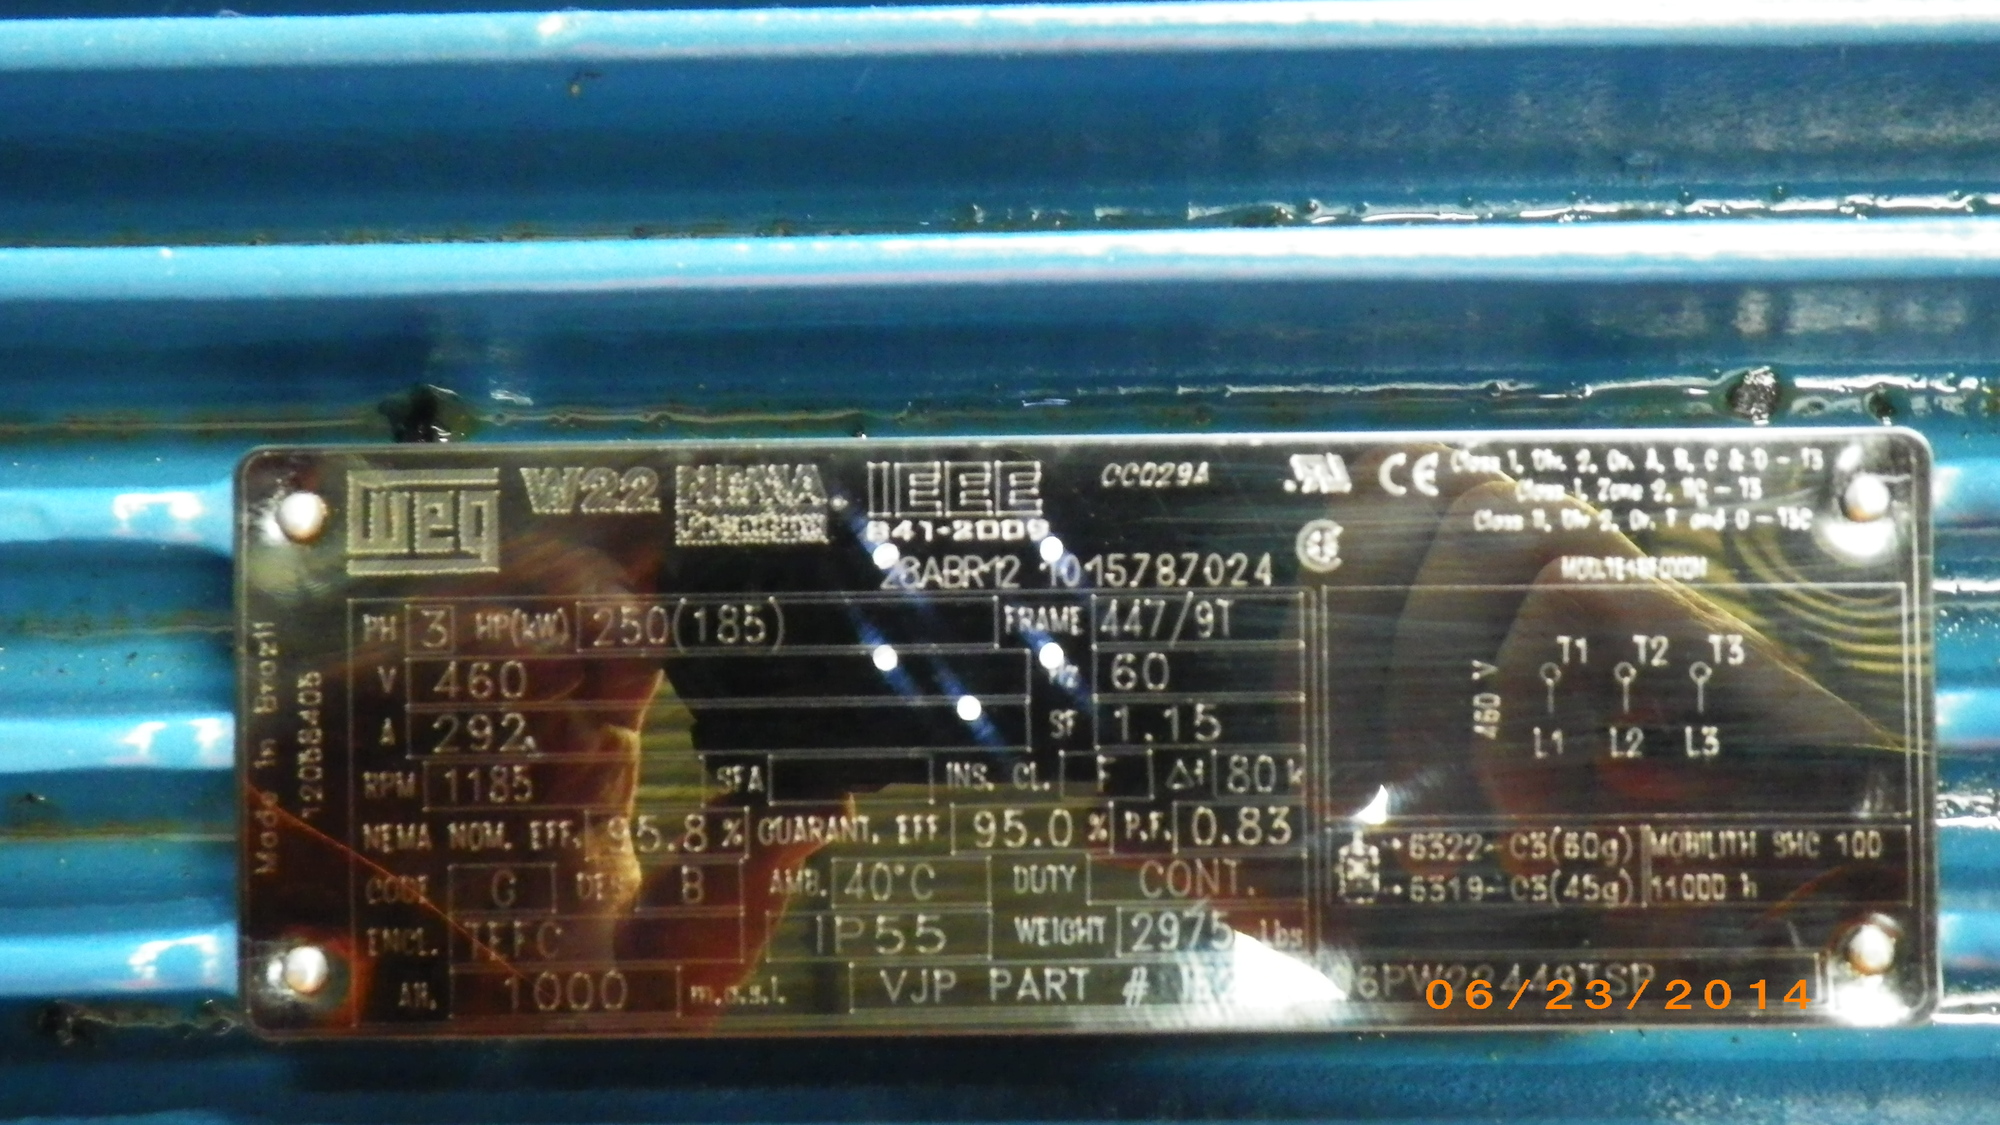 weq W22 NEMA Premium IEEE 841-2009 CC029A CE
Class I, Div. 2, Gr. A, B, C & D - T3
Class I, Zone 2, IIC - T3
Class II, Div 2, Gr. F and G - T3C
28ABR12 1015787024
Made in Brazil
12058405
PH 3 HP(kW) 250(185) FRAME 447/9T
V 460 Hz 60
A 292 SF 1.15
RPM 1185 SFA INS. CL. F Δt 80 K
NEMA NOM. EFF. 95.8 % GUARANT. EFF 95.0 % P.F. 0.83
CODE G DES B AMB. 40°C DUTY CONT.
ENCL. TEFC IP55 WEIGHT 2975 lbs
Alt. 1000 m.a.s.l. VJP PART #
460 V
T1 T2 T3
L1 L2 L3
6322-C3(60g) MOBILITH SHC 100
6319-C3(45g) 11000 h
06/23/2014